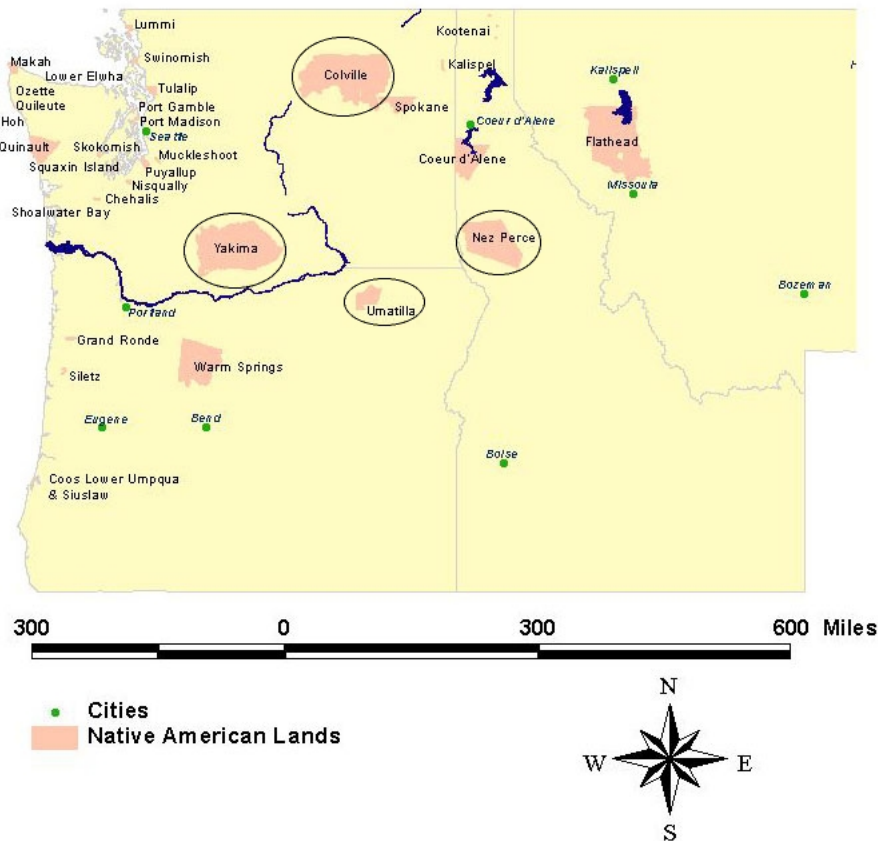 Lummi
Kootenai
Makah
Swinomish
Kalispel
Kalispell
Lower Elwha
Colville
Ozette
Tulalip
Quileute
Port Gamble
Spokane
Hoh
Port Madison
Seattle
Coeur d'Alene
Quinault
Skokomish
Muckleshoot
Coeur d'Alene
Flathead
Squaxin Island
Puyallup
Nisqually
Missoula
Chehalis
Shoalwater Bay
Yakima
Nez Perce
Bozeman
Portland
Umatilla
Grand Ronde
Warm Springs
Siletz
Eugene
Bend
Boise
Coos Lower Umpqua
& Siuslaw
300 0 300 600 Miles
Cities
Native American Lands
N
W E
S